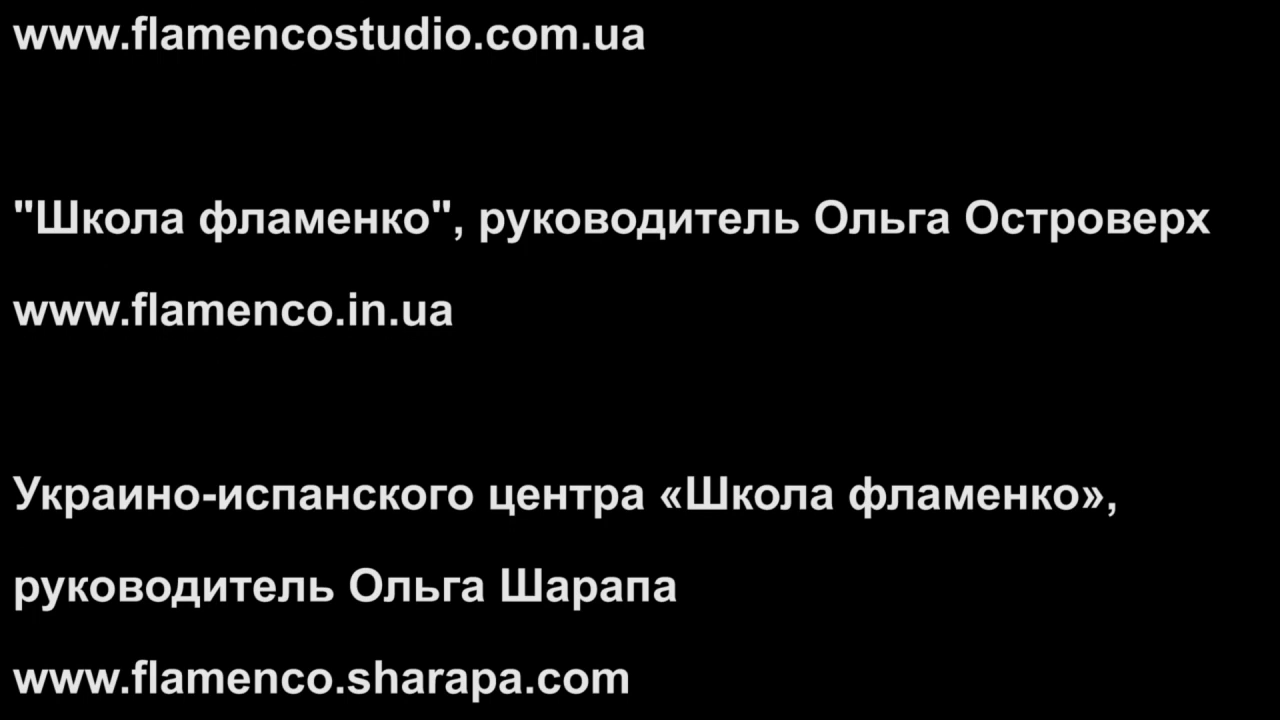 www.flamencostudio.com.ua
"Школа фламенко", руководитель Ольга Островерх
www.flamenco.in.ua
Украино-испанского центра «Школа фламенко»,
руководитель Ольга Шарапа
www.flamenco.sharapa.com